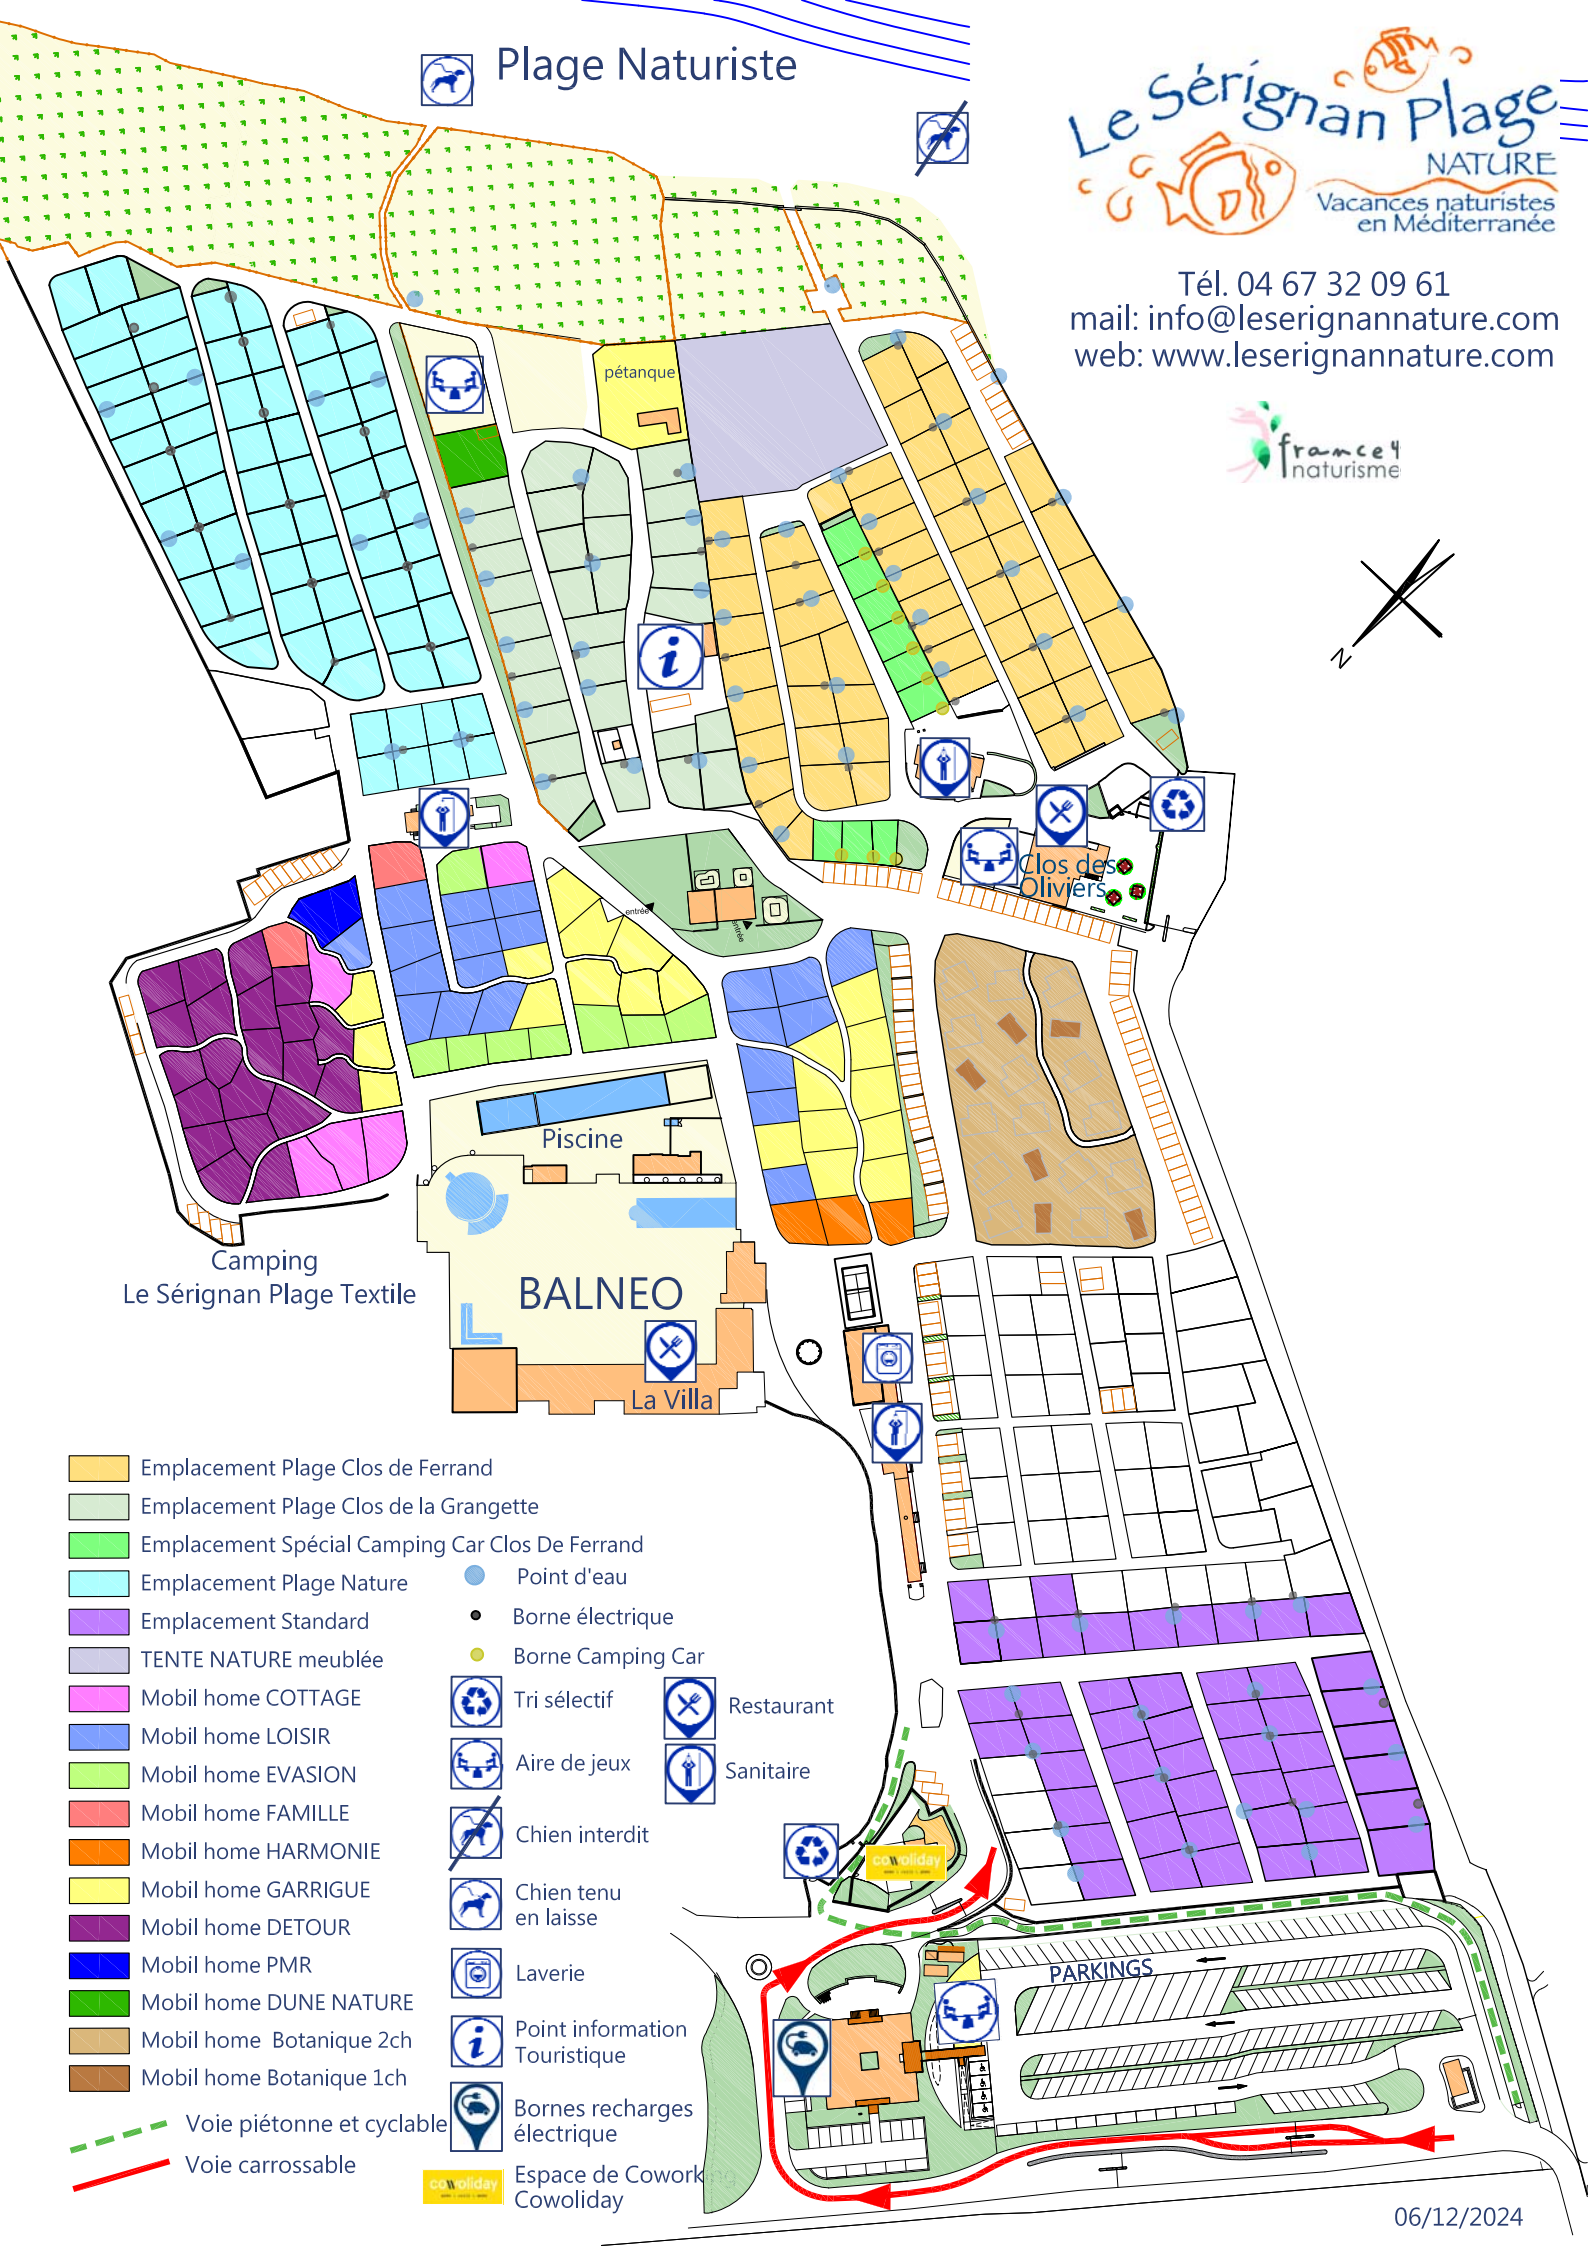 Plage Naturiste
Le Sérignan Plage
NATURE
Vacances naturistes
en Méditerranée
Tél. 04 67 32 09 61
mail: info@leserignannature.com
web: www.leserignannature.com
pétanque
france 4
naturisme
N
Clos des
Oliviers
entrée
entrée
Piscine
Camping
Le Sérignan Plage Textile
BALNEO
La Villa
Emplacement Plage Clos de Ferrand
Emplacement Plage Clos de la Grangette
Emplacement Spécial Camping Car Clos De Ferrand
Emplacement Plage Nature
Emplacement Standard
TENTE NATURE meublée
Mobil home COTTAGE
Mobil home LOISIR
Mobil home EVASION
Mobil home FAMILLE
Mobil home HARMONIE
Mobil home GARRIGUE
Mobil home DETOUR
Mobil home PMR
Mobil home DUNE NATURE
Mobil home Botanique 2ch
Mobil home Botanique 1ch
Voie piétonne et cyclable
Voie carrossable
Point d'eau
Borne électrique
Borne Camping Car
Tri sélectif
Restaurant
Aire de jeux
Sanitaire
Chien interdit
Chien tenu
en laisse
Laverie
Point information
Touristique
Bornes recharges
électrique
cowoliday
Espace de Coworking
Cowoliday
cowoliday
PARKINGS
06/12/2024